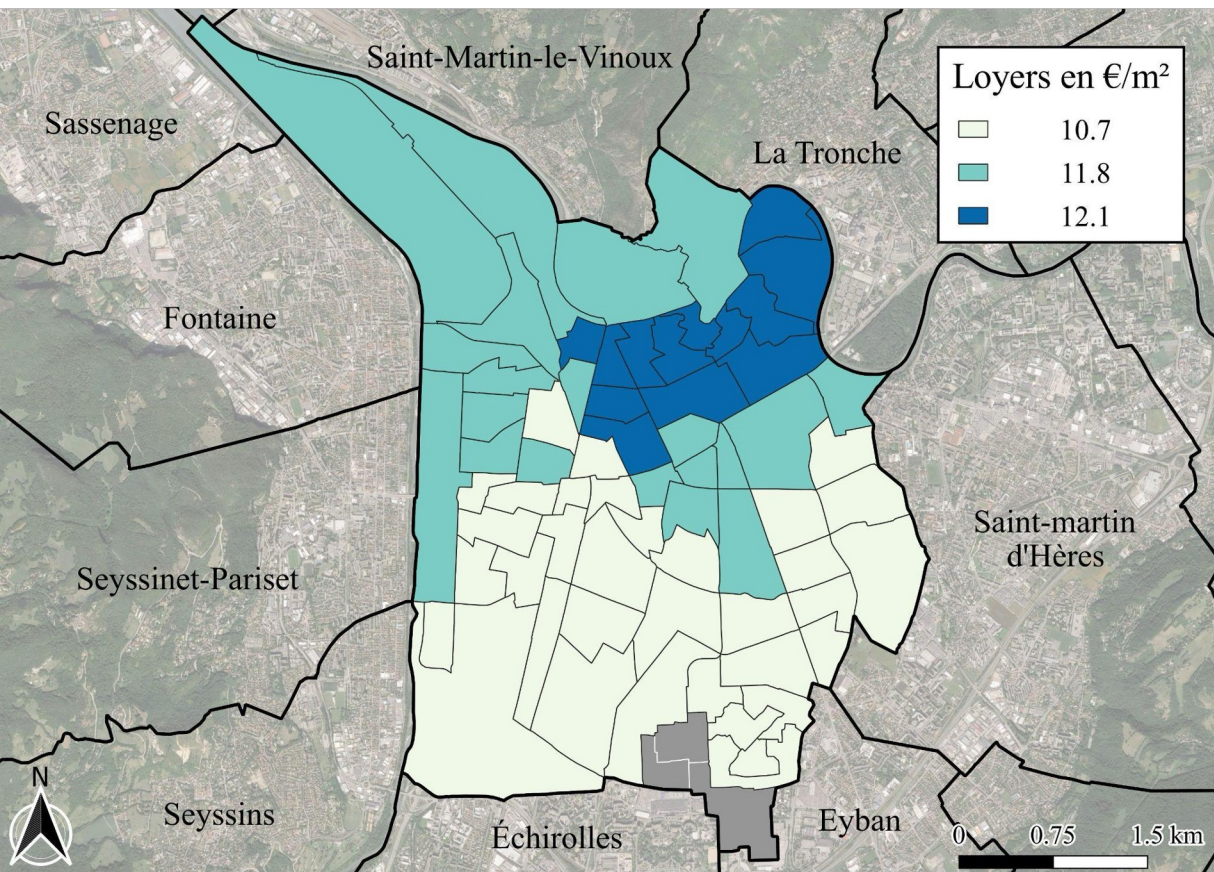 Saint-Martin-le-Vinoux
Sassenage
La Tronche
Loyers en €/m²
10.7
11.8
12.1
Fontaine
Saint-martin
d'Hères
Seyssinet-Pariset
N
Seyssins
Échirolles
Eyban
0 0.75 1.5 km